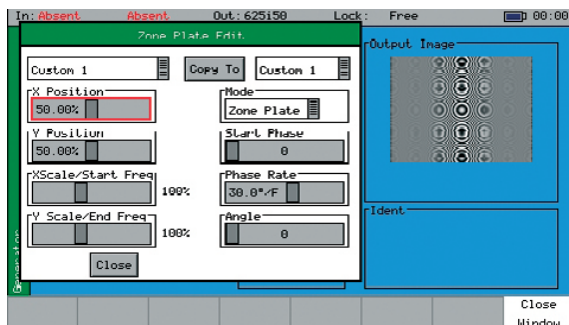 In: Absent Absent Out: 625i50 Lock: Free 00:00
Zone Plate Edit.
Custom 1 Copy To Custom 1
X Position
50.00%
Mode
Zone Plate
Y Position
50.00%
Start Phase
0
XScale/Start Freq
100%
Phase Rate
30.0°/F
Y Scale/End Freq
100%
Angle
0
Close
Output Image
Ident
Generator
Close
Window